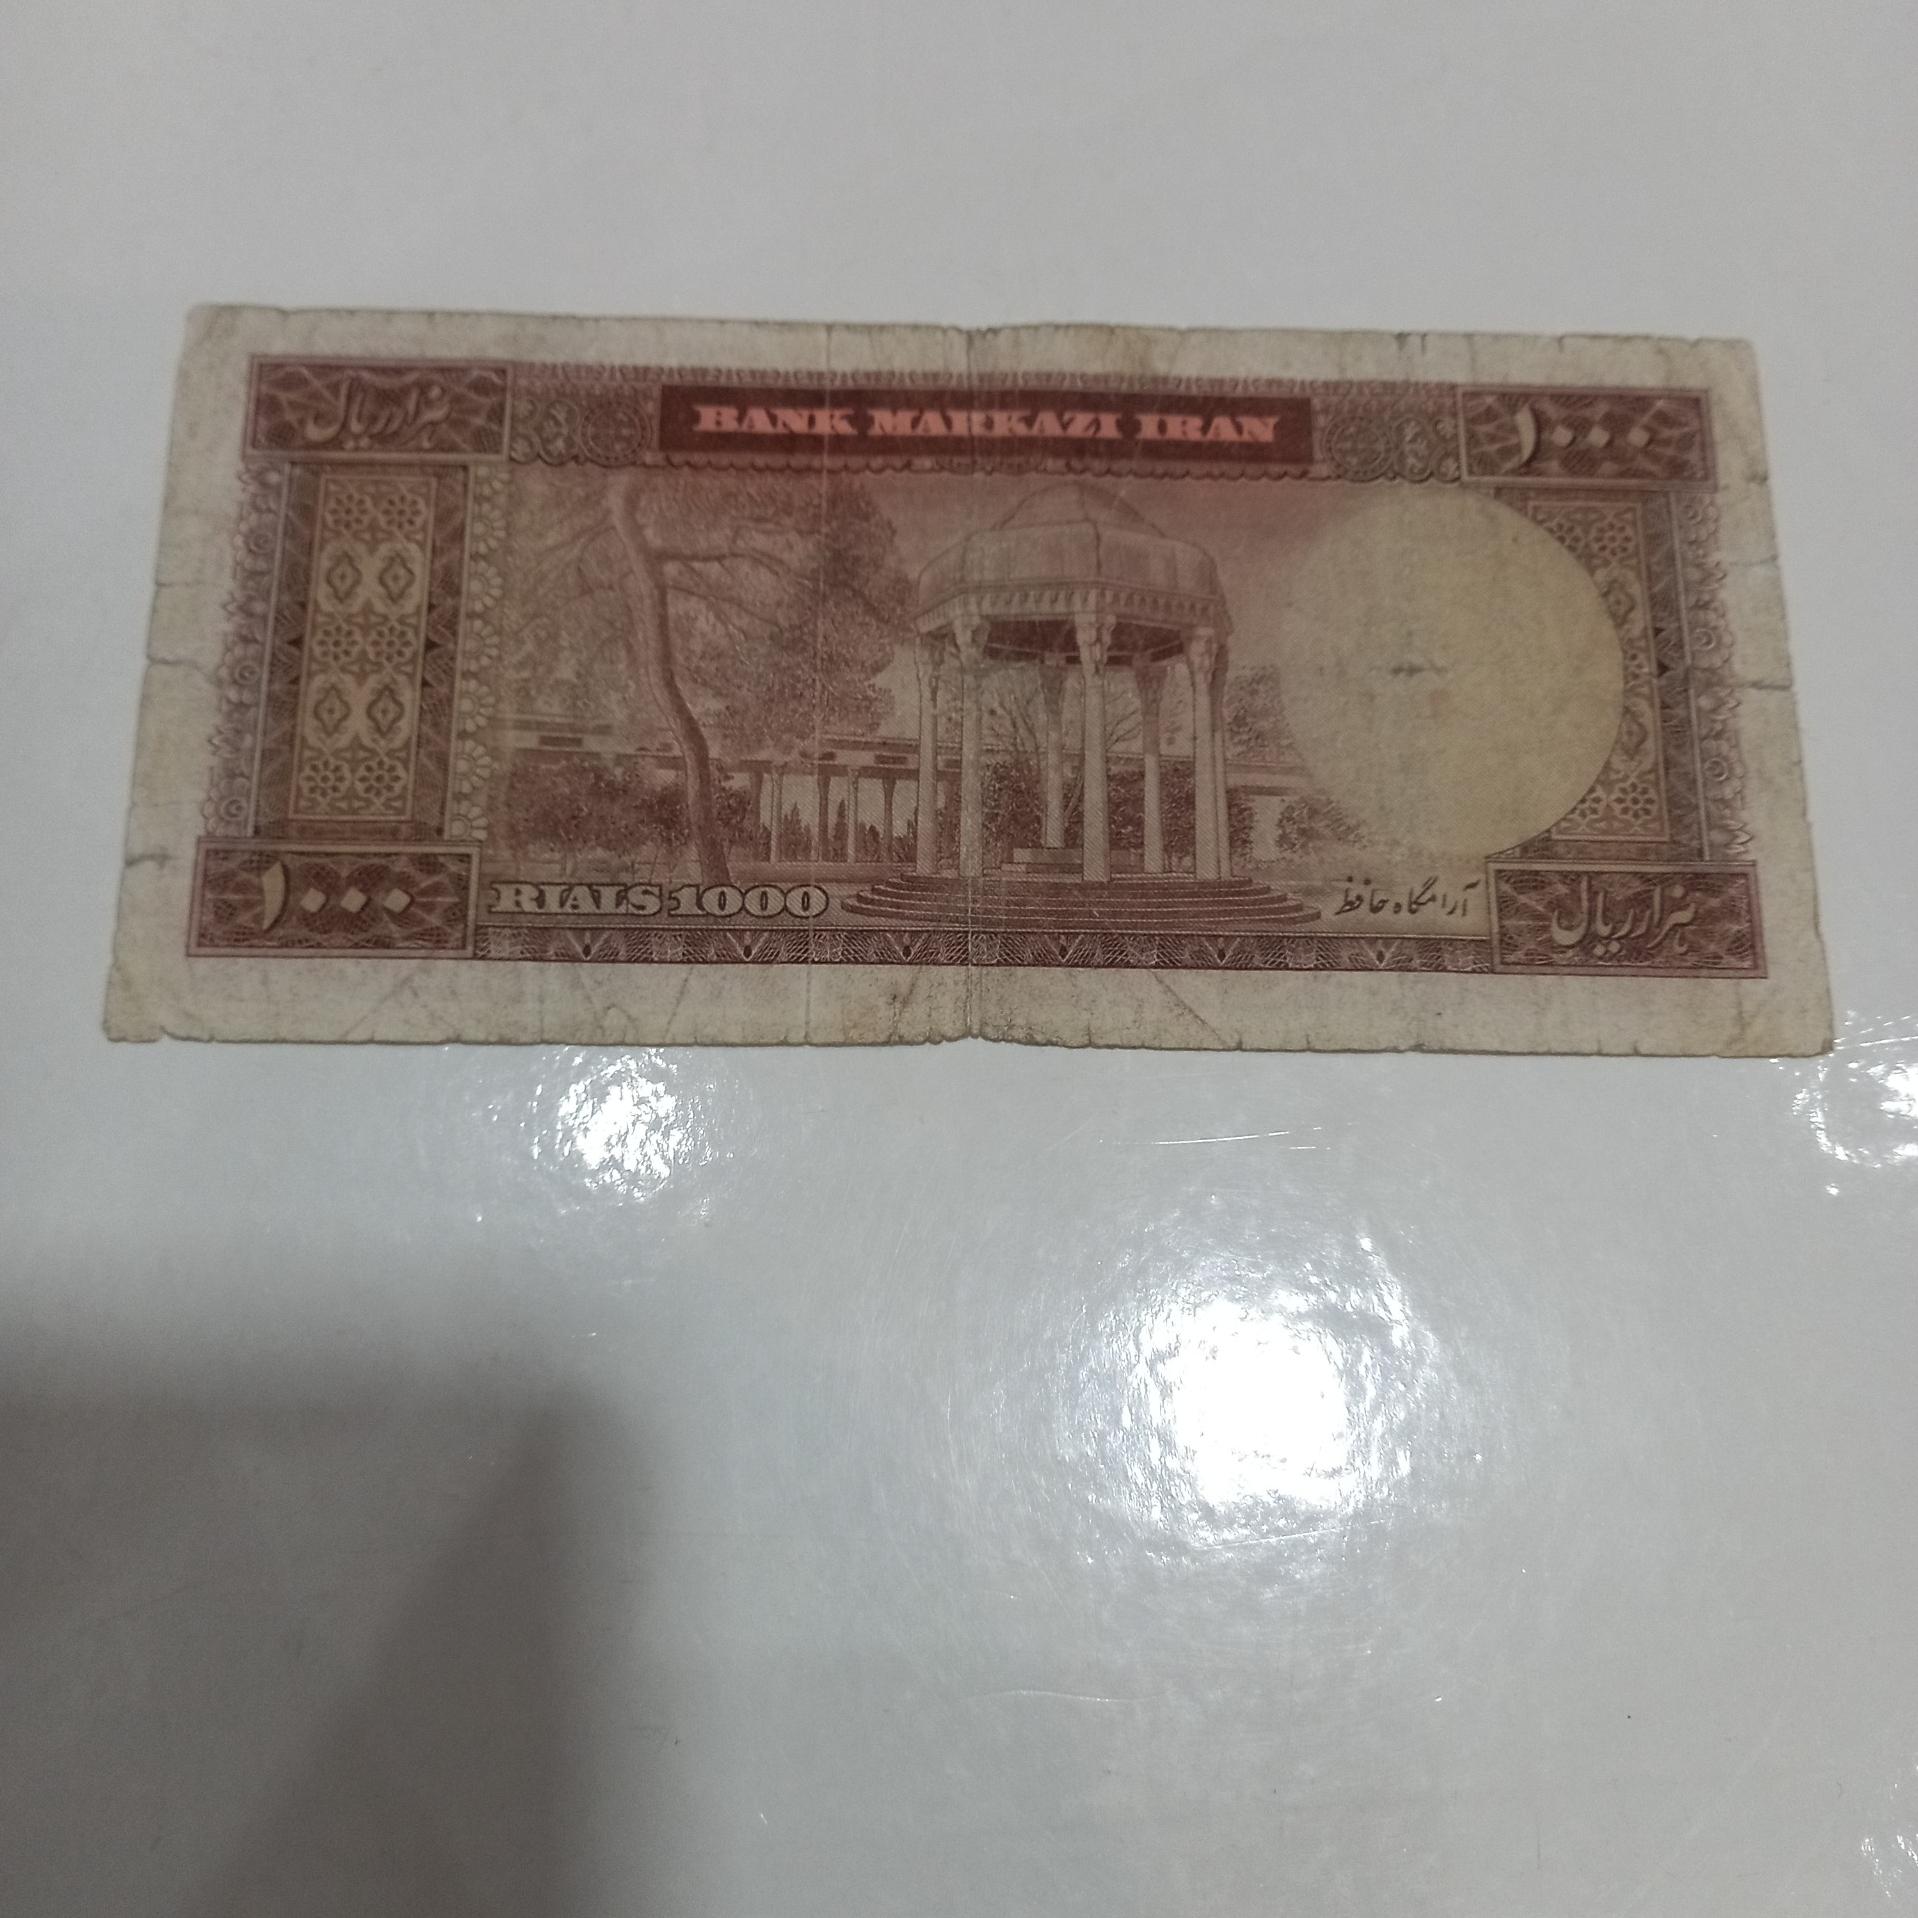 هزار ریال
BANK MARKAZI IRAN
۱۰۰۰
۱۰۰۰
RIALS 1000
آرامگاه حافظ
هزار ریال